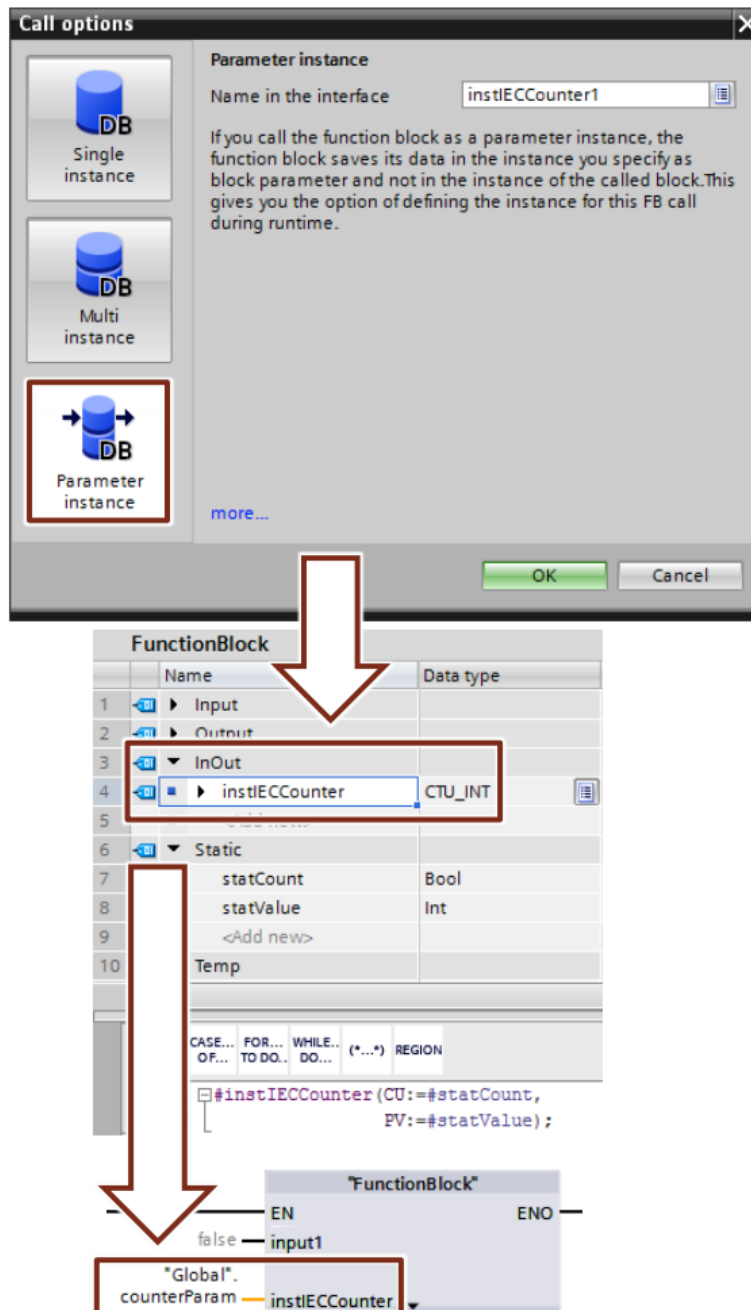 Call options
Parameter instance
Name in the interface
instIECCounter1
If you call the function block as a parameter instance, the
function block saves its data in the instance you specify as
block parameter and not in the instance of the called block.This
gives you the option of defining the instance for this FB call
during runtime.
DB
Single
instance
DB
Multi
instance
DB
Parameter
instance
more...
OK
Cancel
FunctionBlock
Name
Data type
1
Input
2
Output
3
InOut
4
instIECCounter
CTU_INT
5
<Add new>
6
Static
7
statCount
Bool
8
statValue
Int
9
<Add new>
10
Temp
CASE... FOR... WHILE.. (*...*) REGION
OF... TO DO.. DO...
#instIECCounter(CU:=#statCount,
PV:=#statValue);
"FunctionBlock"
EN
ENO
false
input1
"Global".
counterParam
instIECCounter